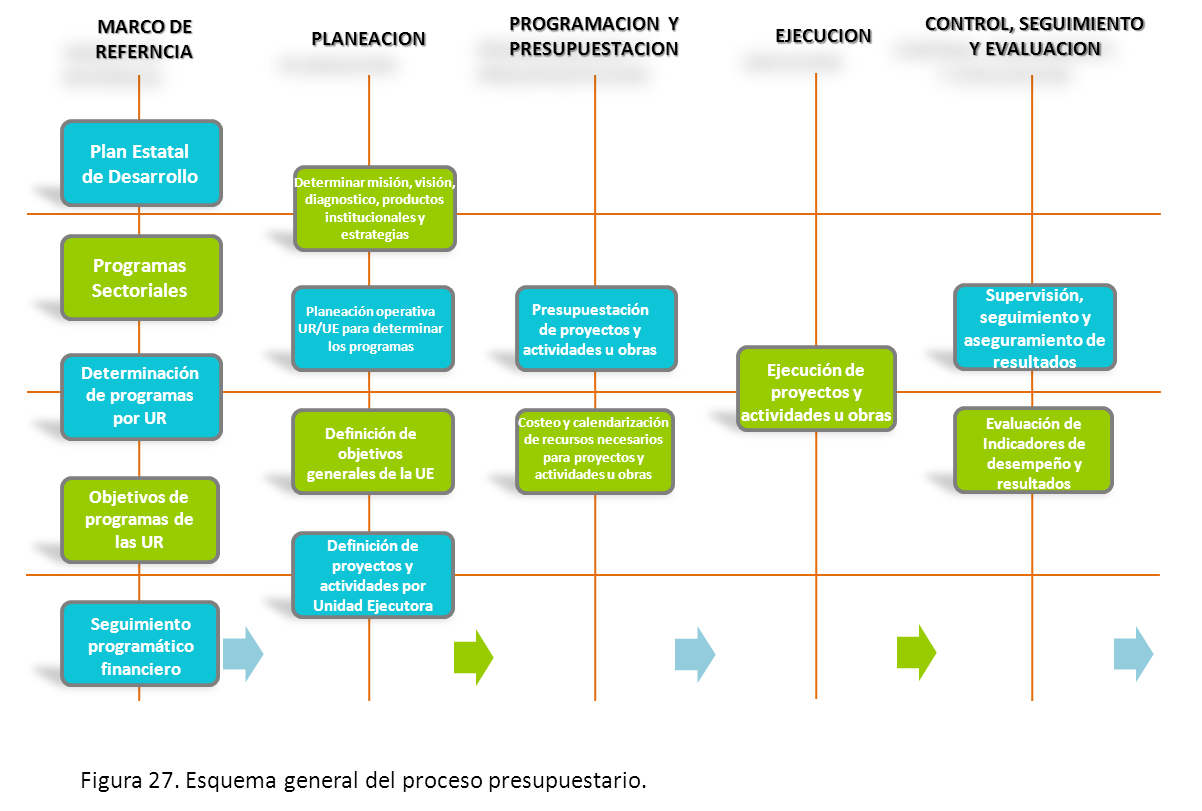 MARCO DE
REFERNCIA
PLANEACION
PROGRAMACION Y
PRESUPUESTACION
EJECUCION
CONTROL, SEGUIMIENTO
Y EVALUACION
Plan Estatal
de Desarrollo
Programas
Sectoriales
Determinación
de programas
por UR
Objetivos de
programas de
las UR
Seguimiento
programático
financiero
Determinar misión, visión,
diagnostico, productos
institucionales y
estrategias
Planeación operativa
UR/UE para determinar
los programas
Definición de
objetivos
generales de la UE
Definición de
proyectos y
actividades por
Unidad Ejecutora
Presupuestación
de proyectos y
actividades u obras
Costeo y calendarización
de recursos necesarios
para proyectos y
actividades u obras
Ejecución de
proyectos y
actividades u obras
Supervisión,
seguimiento y
aseguramiento de
resultados
Evaluación de
Indicadores de
desempeño y
resultados
Figura 27. Esquema general del proceso presupuestario.